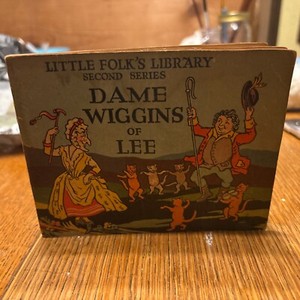 LITTLE FOLK'S LIBRARY
SECOND SERIES
DAME
WIGGINS
OF
LEE